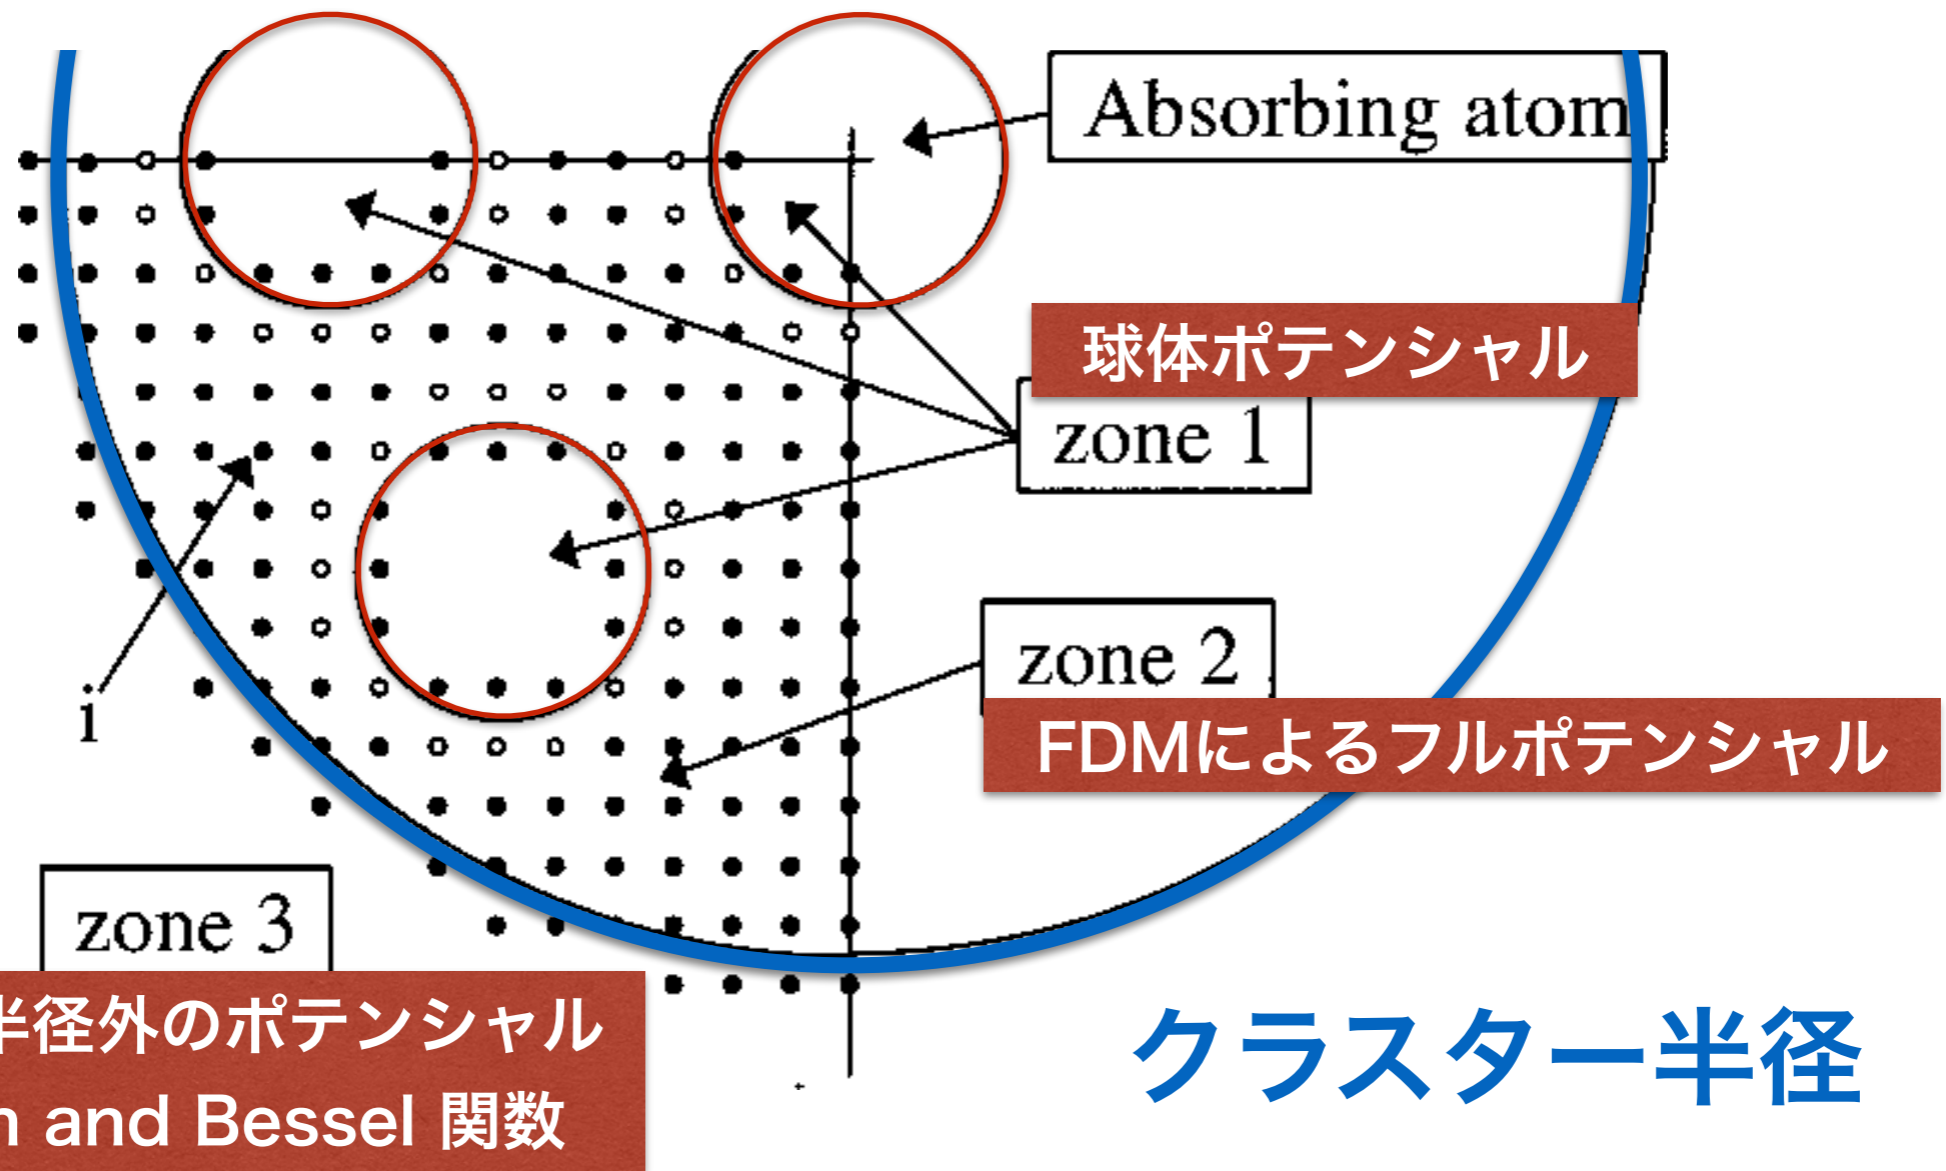 Absorbing atom
球体ポテンシャル
zone 1
zone 2
FDMによるフルポテンシャル
i
zone 3
半径外のポテンシャル
and Bessel 関数
クラスター半径